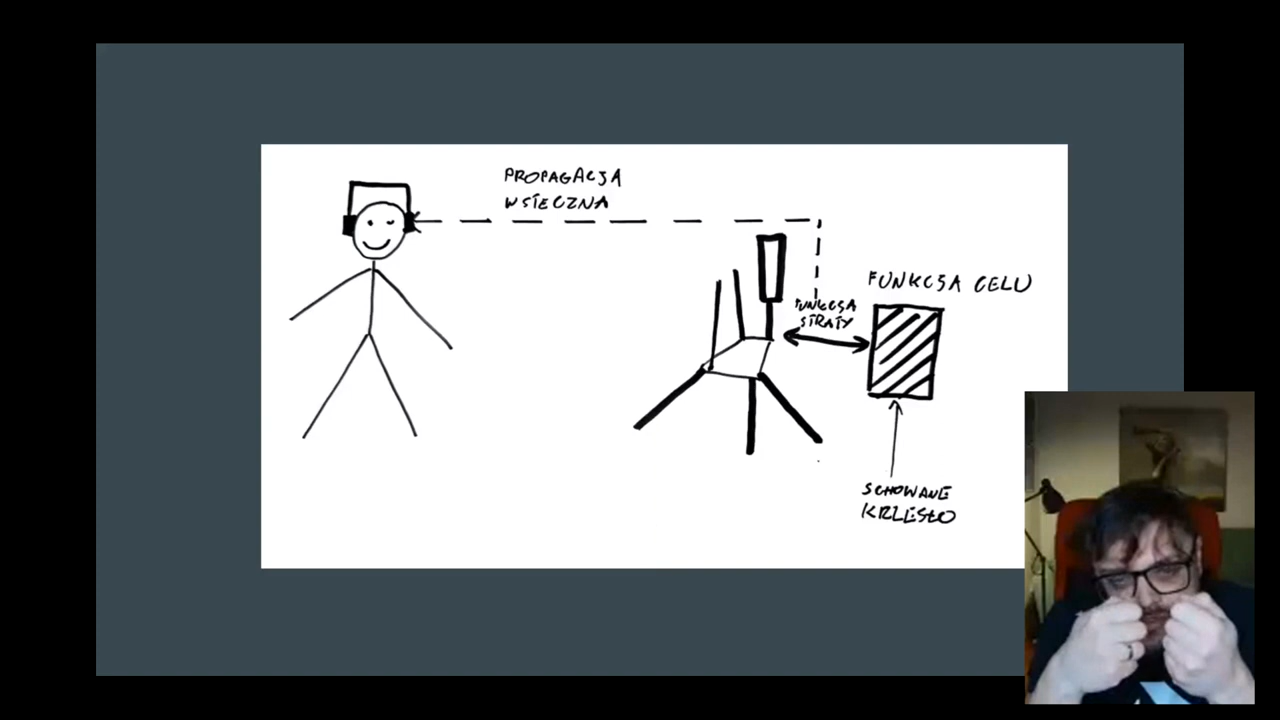 PROPAGACJA
WSTECZNA
FUNKCJA CELU
FUNKCJA
STRATY
SCHOWANE
KRZESŁO